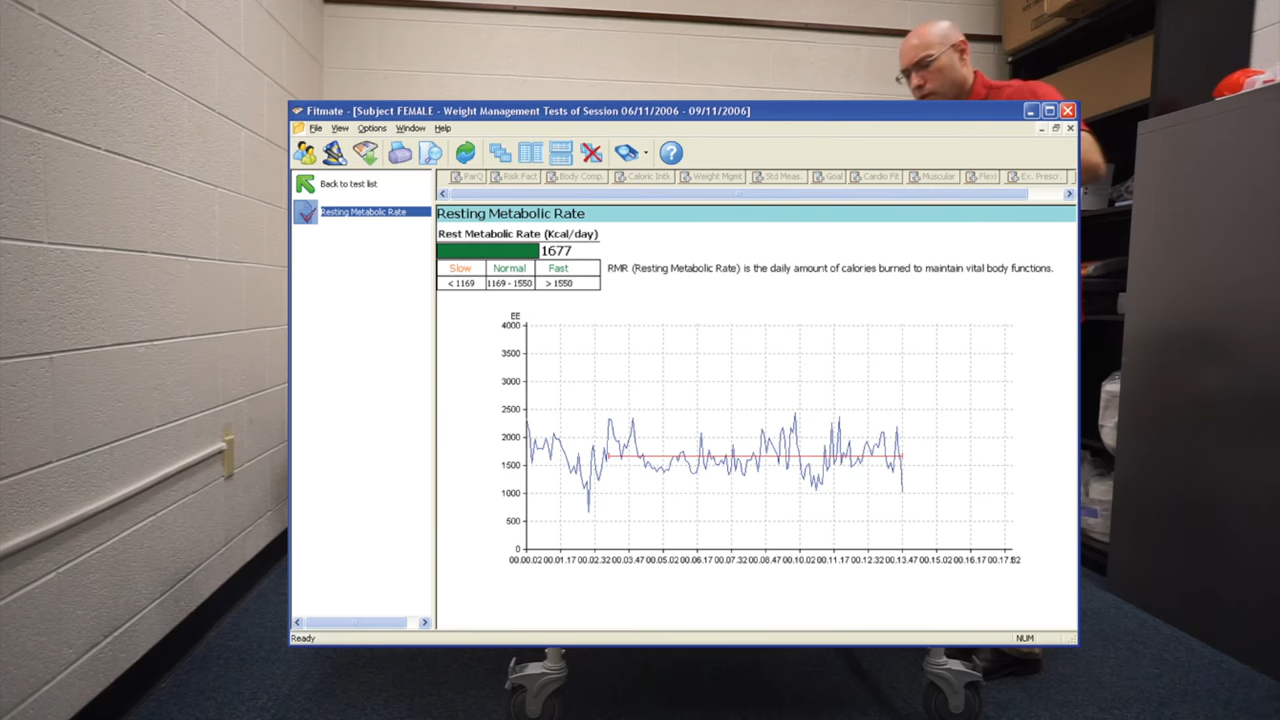 Fitmate - [Subject FEMALE - Weight Management Tests of Session 06/11/2006 - 09/11/2006]
File View Options Window Help
ParQ Risk Fact Body Comp. Caloric Intk Weight Mgmt Std Meas. Goal Cardio Fit Muscular Flexi Ex. Prescr.
Back to test list
Resting Metabolic Rate
Resting Metabolic Rate
Rest Metabolic Rate (Kcal/day)
1677
Slow Normal Fast
< 1169 1169 - 1550 > 1550
RMR (Resting Metabolic Rate) is the daily amount of calories burned to maintain vital body functions.
EE
4000
3500
3000
2500
2000
1500
1000
500
0
00.00.02 00.01.17 00.02.32 00.03.47 00.05.02 00.06.17 00.07.32 00.08.47 00.10.02 00.11.17 00.12.32 00.13.47 00.15.02 00.16.17 00.17
Ready NUM